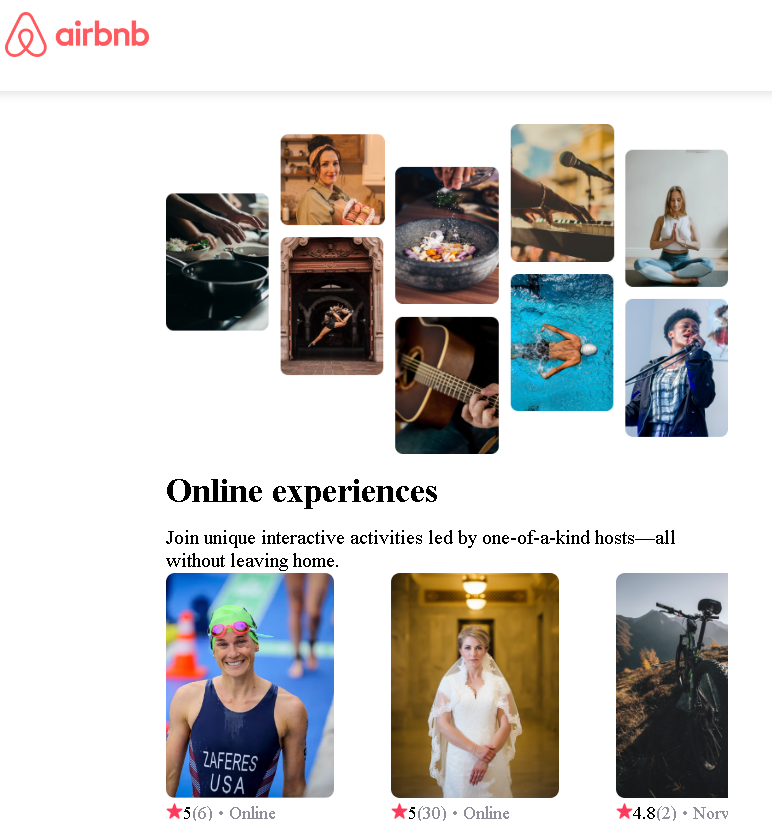 airbnb
Online experiences
Join unique interactive activities led by one-of-a-kind hosts—all
without leaving home.
ZAFERES
USA
5(6) • Online
5(30) • Online
4.8(2) • Norv